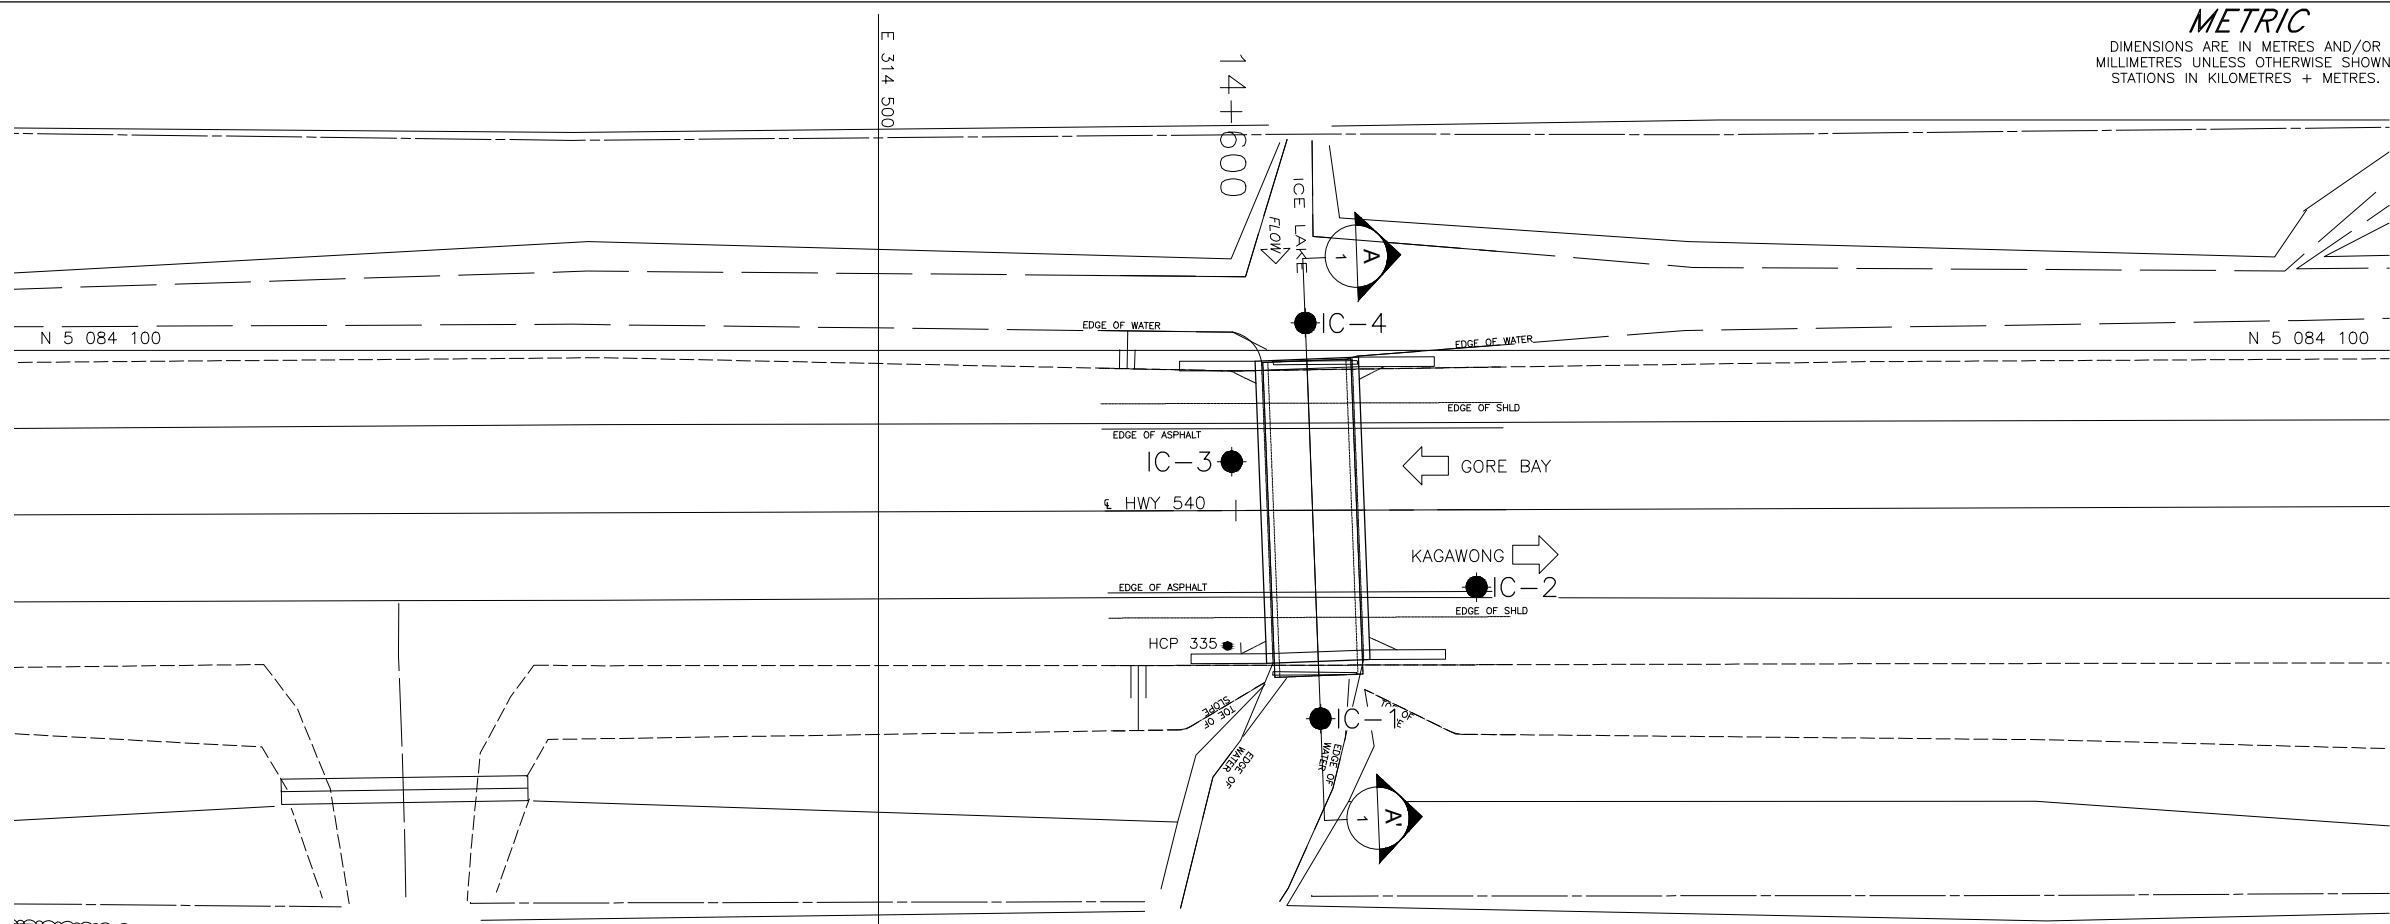 METRIC
DIMENSIONS ARE IN METRES AND/OR
MILLIMETRES UNLESS OTHERWISE SHOWN
STATIONS IN KILOMETRES + METRES.
E 314 500
14+600
ICE LAKE
FLOW
A
1
IC-4
EDGE OF WATER
N 5 084 100
EDGE OF WATER
N 5 084 100
EDGE OF SHLD
EDGE OF ASPHALT
IC-3
GORE BAY
℄ HWY 540
KAGAWONG
EDGE OF ASPHALT
IC-2
EDGE OF SHLD
HCP 335
TOE OF
SLOPE
IC-1
EDGE OF
WATER
EDGE OF
WATER
A'
1